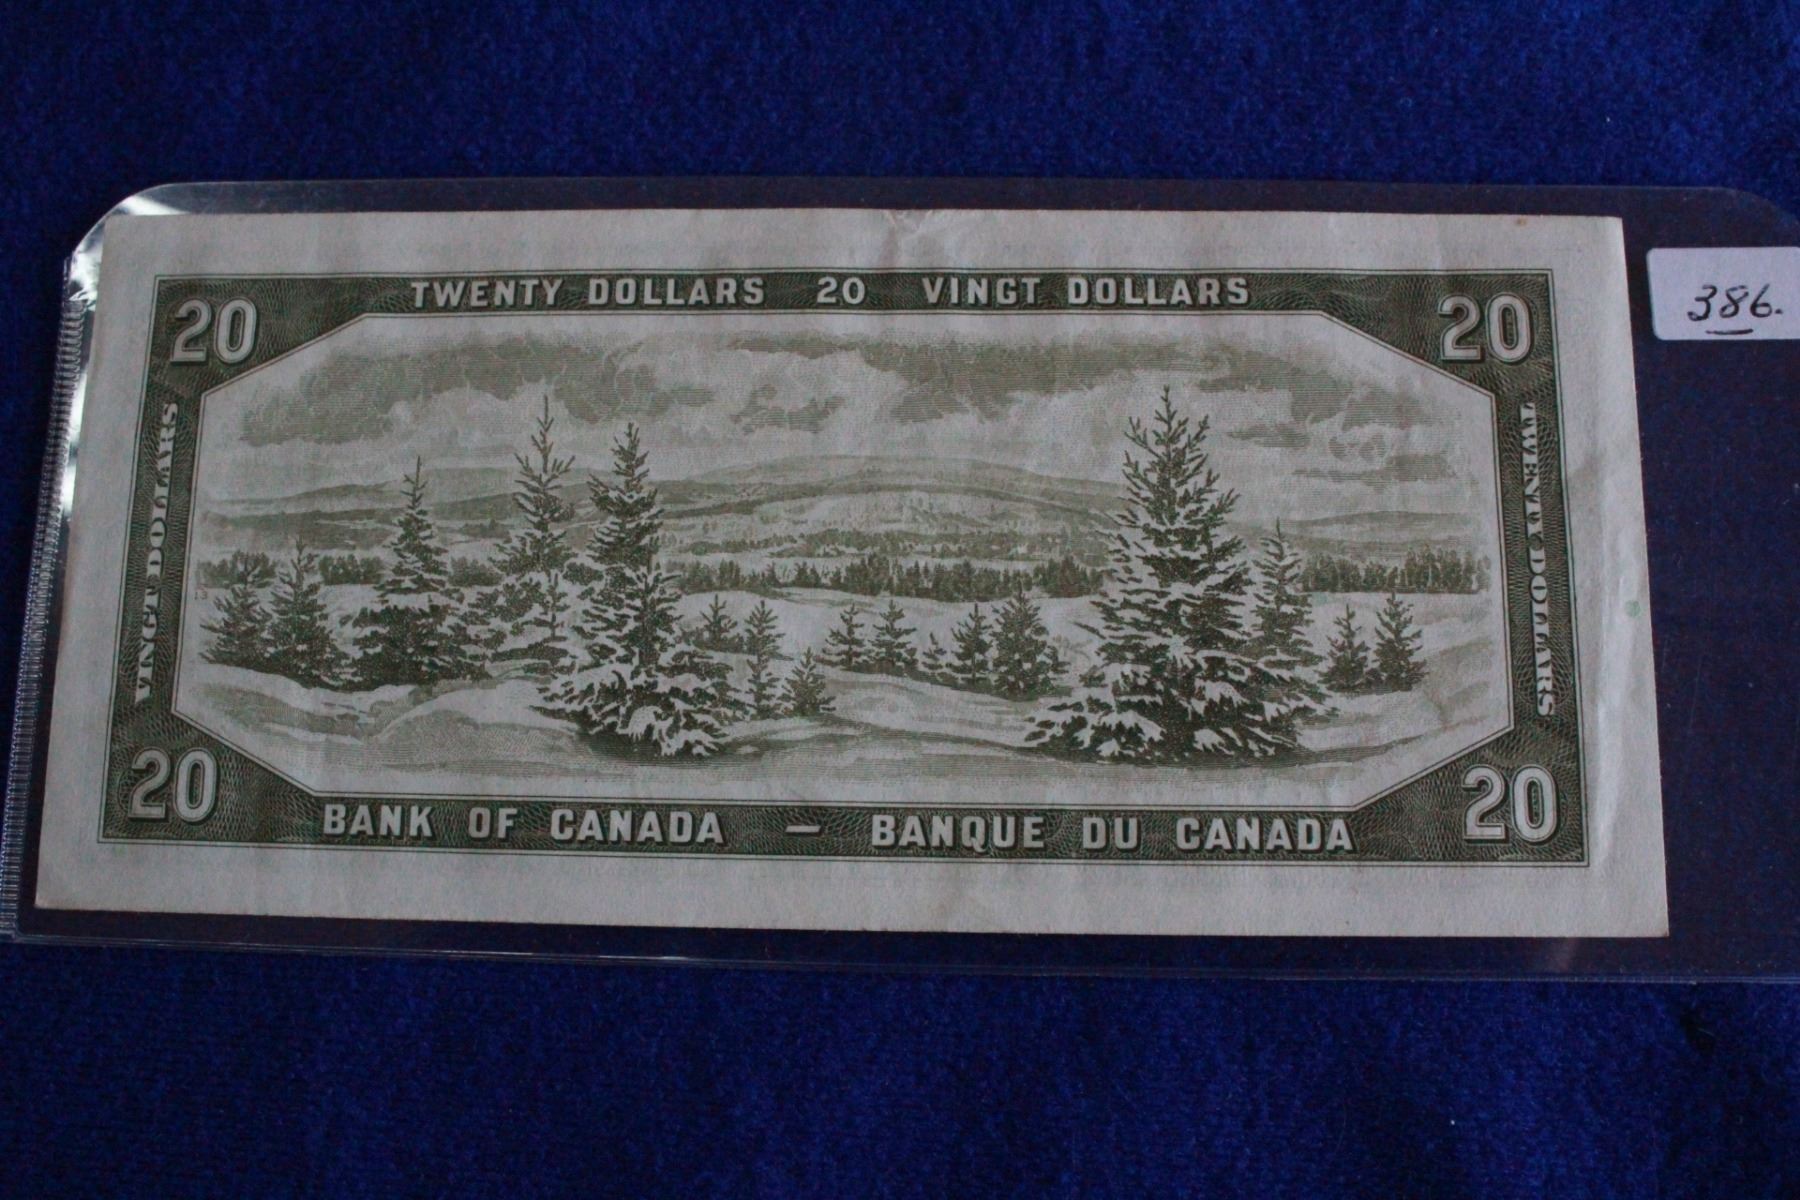 TWENTY DOLLARS 20 VINGT DOLLARS
20
20
386.
VINGT DOLLARS
TWENTY DOLLARS
13
20
20
BANK OF CANADA — BANQUE DU CANADA